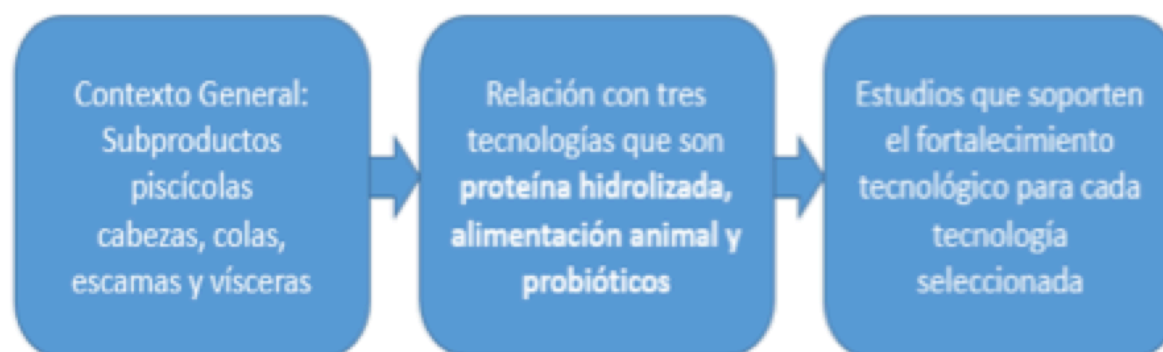 Contexto General:
Subproductos
piscícolas
cabezas, colas,
escamas y vísceras
Relación con tres
tecnologías que son
proteína hidrolizada,
alimentación animal y
probióticos
Estudios que soporten
el fortalecimiento
tecnológico para cada
tecnología
seleccionada